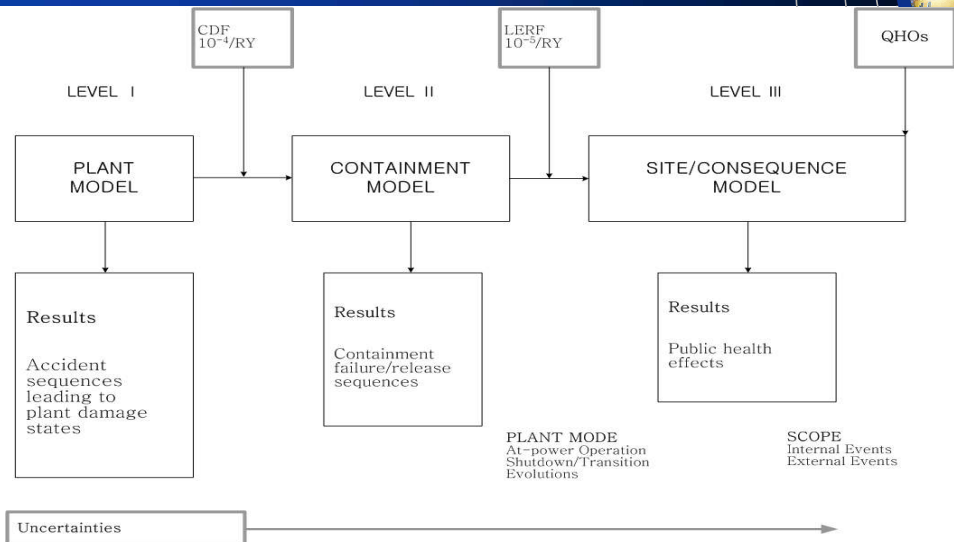 CDF
10⁻⁴/RY
LERF
10⁻⁵/RY
QHOs
LEVEL I
LEVEL II
LEVEL III
PLANT
MODEL
CONTAINMENT
MODEL
SITE/CONSEQUENCE
MODEL
Results
Accident
sequences
leading to
plant damage
states
Results
Containment
failure/release
sequences
Results
Public health
effects
PLANT MODE
At-power Operation
Shutdown/Transition
Evolutions
SCOPE
Internal Events
External Events
Uncertainties